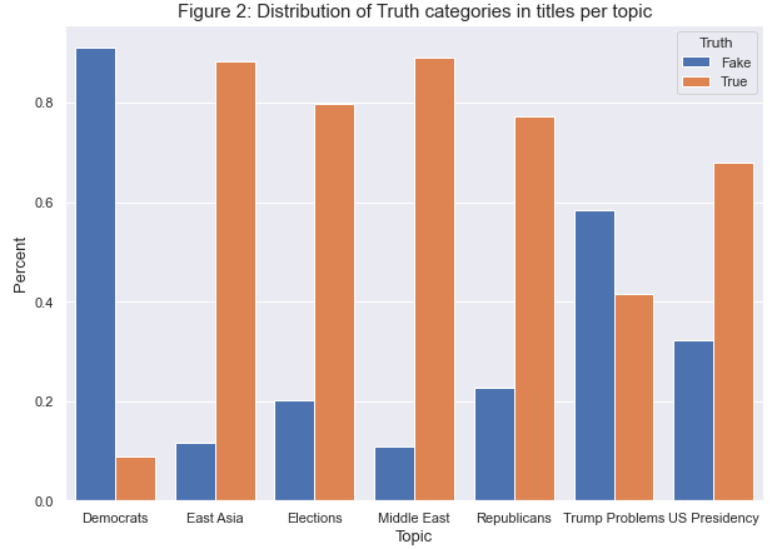 Figure 2: Distribution of Truth categories in titles per topic
Truth
Fake
True
Percent
0.8
0.6
0.4
0.2
0.0
Democrats East Asia Elections Middle East Republicans Trump Problems US Presidency
Topic